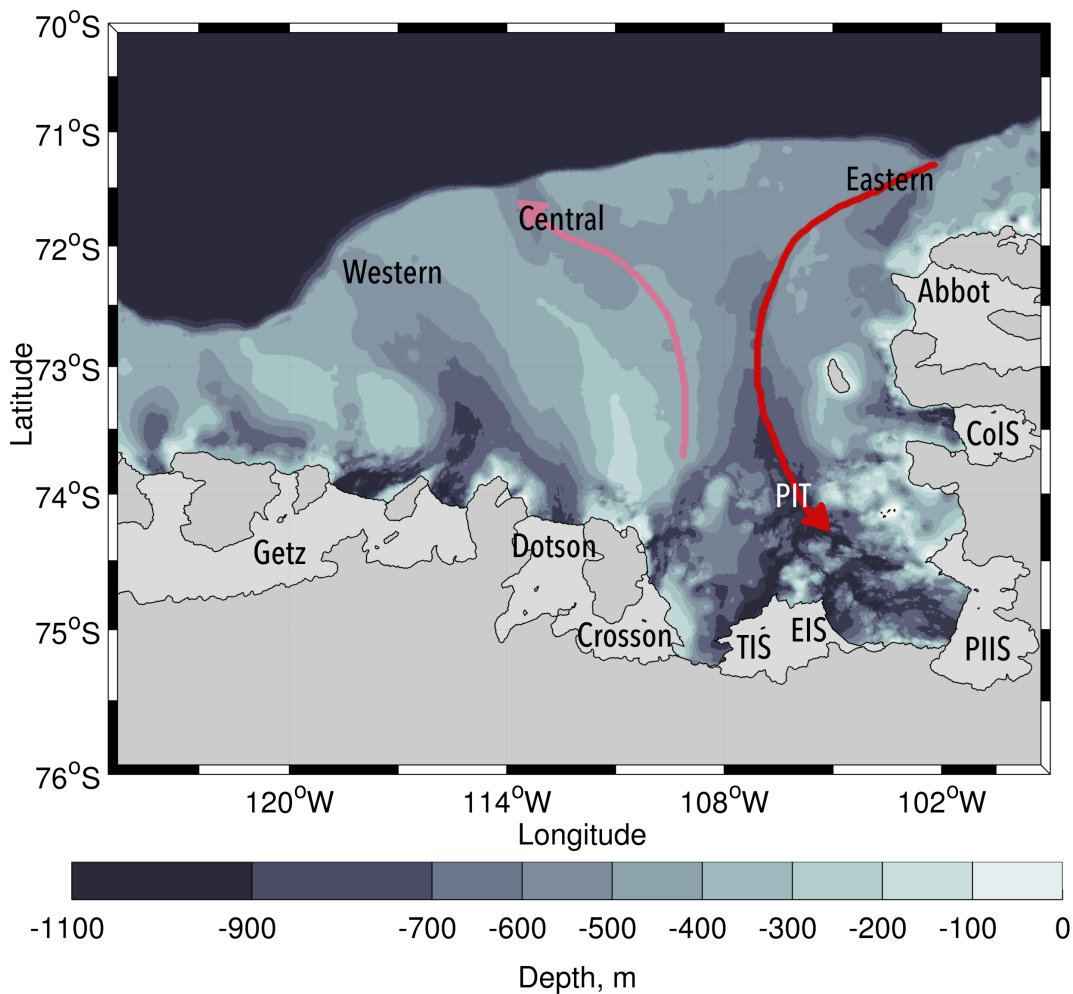 70°S
71°S
72°S
73°S
74°S
75°S
76°S
Latitude
Eastern
Central
Western
Abbot
CoIS
PIT
Getz
Dotson
Crosson
TIS
EIS
PIIS
120°W 114°W 108°W 102°W
Longitude
-1100 -900 -700 -600 -500 -400 -300 -200 -100 0
Depth, m